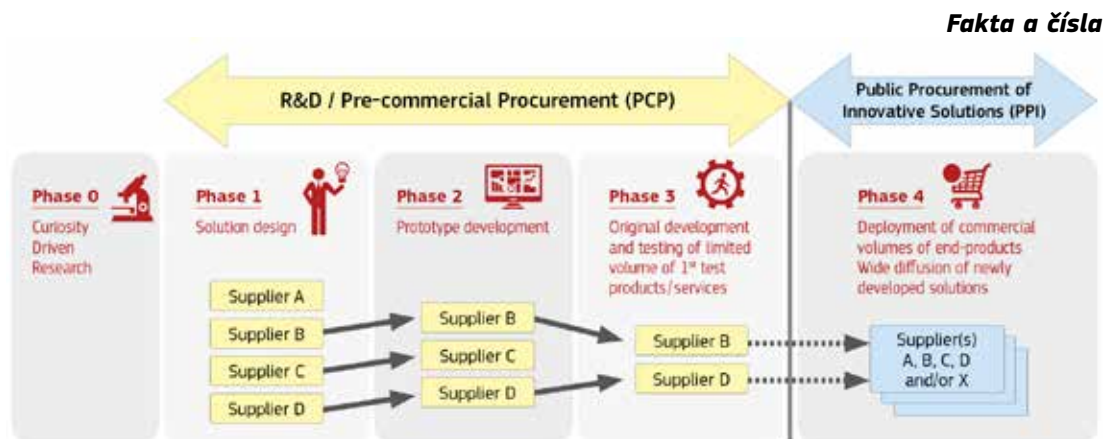 Fakta a čísla
R&D / Pre-commercial Procurement (PCP)
Public Procurement of
Innovative Solutions (PPI)
Phase 0
Curiosity
Driven
Research
Phase 1
Solution design
Supplier A
Supplier B
Supplier C
Supplier D
Phase 2
Prototype development
Supplier B
Supplier C
Supplier D
Phase 3
Original development
and testing of limited
volume of 1st test
products/services
Supplier B
Supplier D
Phase 4
Deployment of commercial
volumes of end-products
Wide diffusion of newly
developed solutions
Supplier(s)
A, B, C, D
and/or X